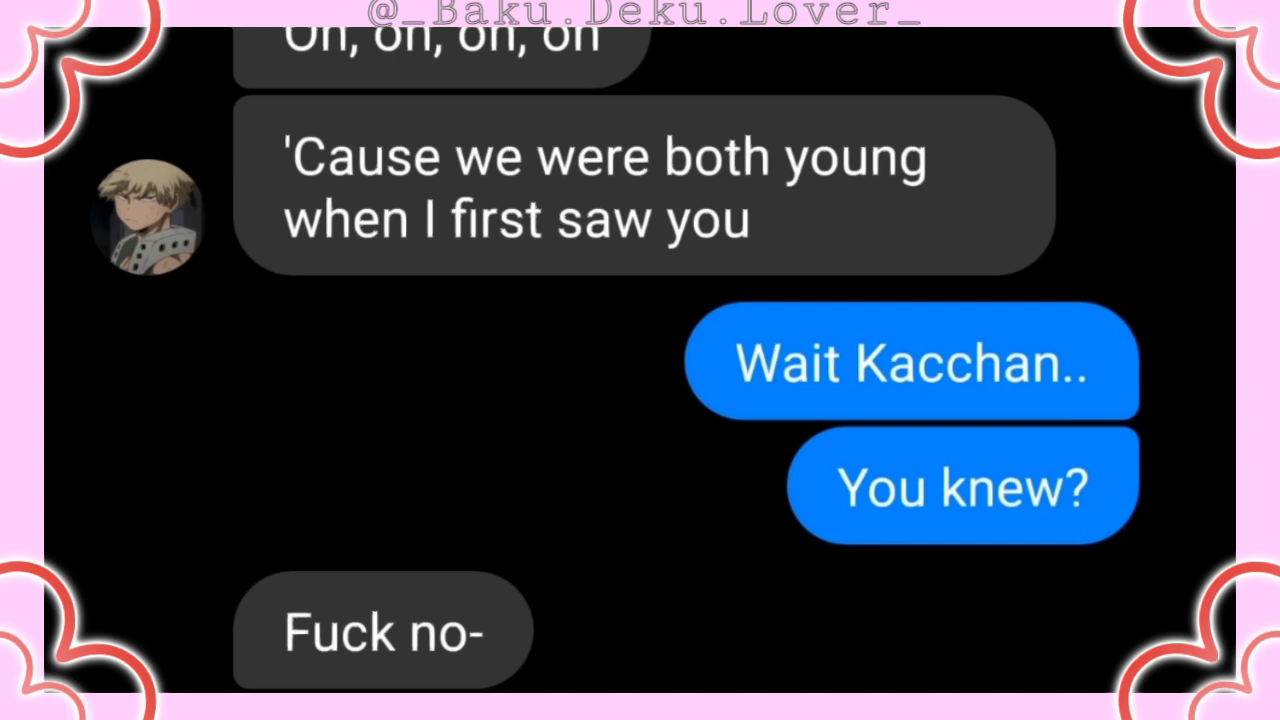 @_Baku.Deku.Lover_
Oh, oh, oh, oh
'Cause we were both young
when I first saw you
Wait Kacchan..
You knew?
Fuck no-